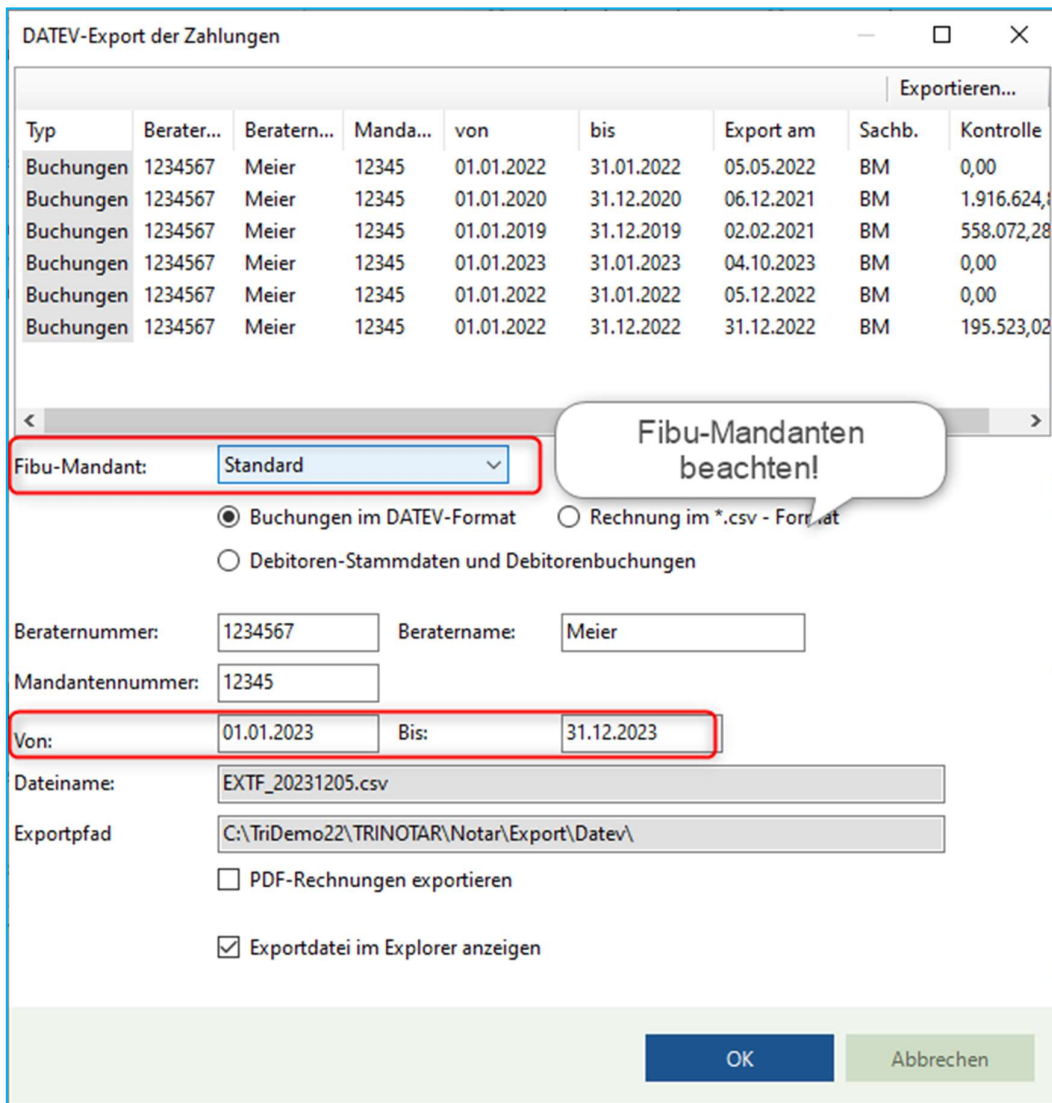 DATEV-Export der Zahlungen
Exportieren...
Typ Berater... Beratern... Manda... von bis Export am Sachb. Kontrolle
Buchungen 1234567 Meier 12345 01.01.2022 31.01.2022 05.05.2022 BM 0,00
Buchungen 1234567 Meier 12345 01.01.2020 31.12.2020 06.12.2021 BM 1.916.624,
Buchungen 1234567 Meier 12345 01.01.2019 31.12.2019 02.02.2021 BM 558.072,28
Buchungen 1234567 Meier 12345 01.01.2023 31.01.2023 04.10.2023 BM 0,00
Buchungen 1234567 Meier 12345 01.01.2022 31.01.2022 05.12.2022 BM 0,00
Buchungen 1234567 Meier 12345 01.01.2022 31.12.2022 31.12.2022 BM 195.523,02
Fibu-Mandanten
beachten!
Fibu-Mandant: Standard
Buchungen im DATEV-Format Rechnung im *.csv - Format
Debitoren-Stammdaten und Debitorenbuchungen
Beraternummer: 1234567 Beratername: Meier
Mandantennummer: 12345
Von: 01.01.2023 Bis: 31.12.2023
Dateiname: EXTF_20231205.csv
Exportpfad C:\TriDemo22\TRINOTAR\Notar\Export\Datev\
PDF-Rechnungen exportieren
Exportdatei im Explorer anzeigen
OK Abbrechen